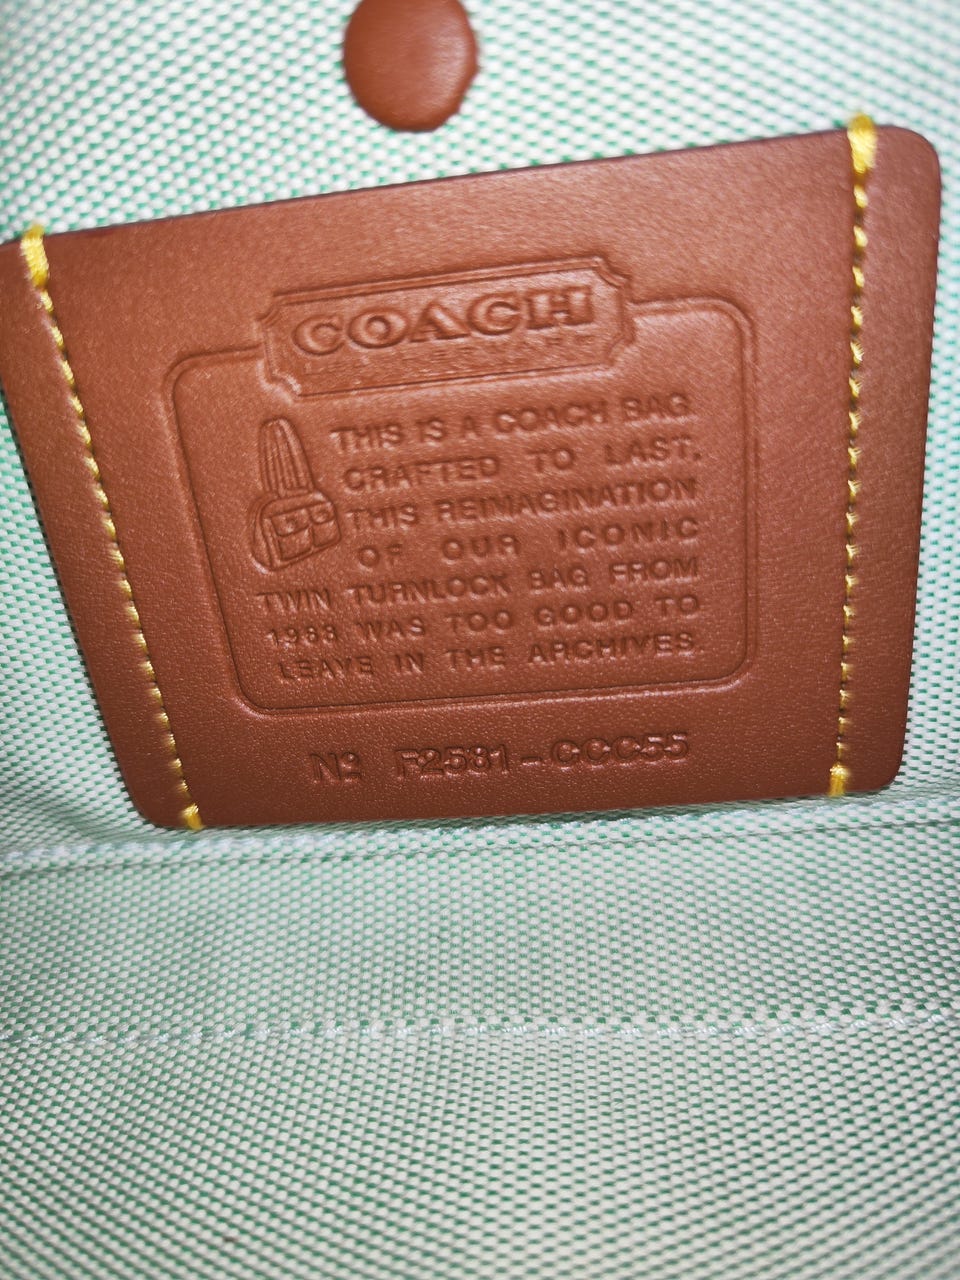 COACH
THIS IS A COACH BAG
CRAFTED TO LAST.
THIS REIMAGINATION
OF OUR ICONIC
TWIN TURNLOCK BAG FROM
1983 WAS TOO GOOD TO
LEAVE IN THE ARCHIVES.
Nº F2581-CCC55